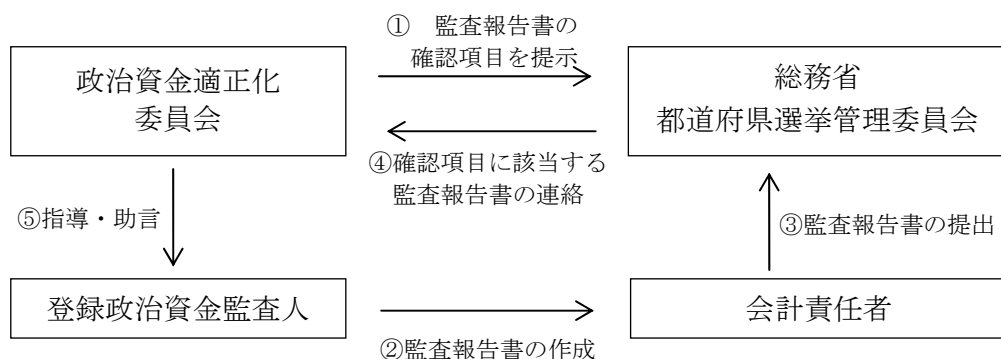 ① 監査報告書の
確認項目を提示
政治資金適正化
委員会
総務省
都道府県選挙管理委員会
④確認項目に該当する
監査報告書の連絡
⑤指導・助言
③監査報告書の提出
登録政治資金監査人
会計責任者
②監査報告書の作成